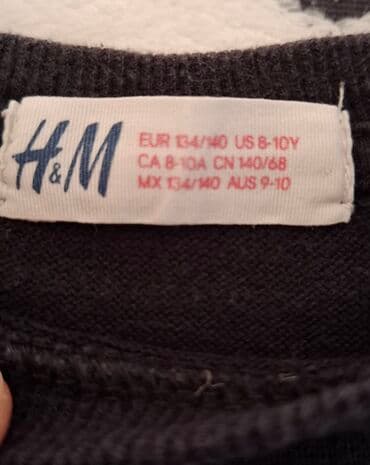 H&M
EUR 134/140 US 8-10Y
CA 8-10A CN 140/68
MX 134/140 AUS 9-10